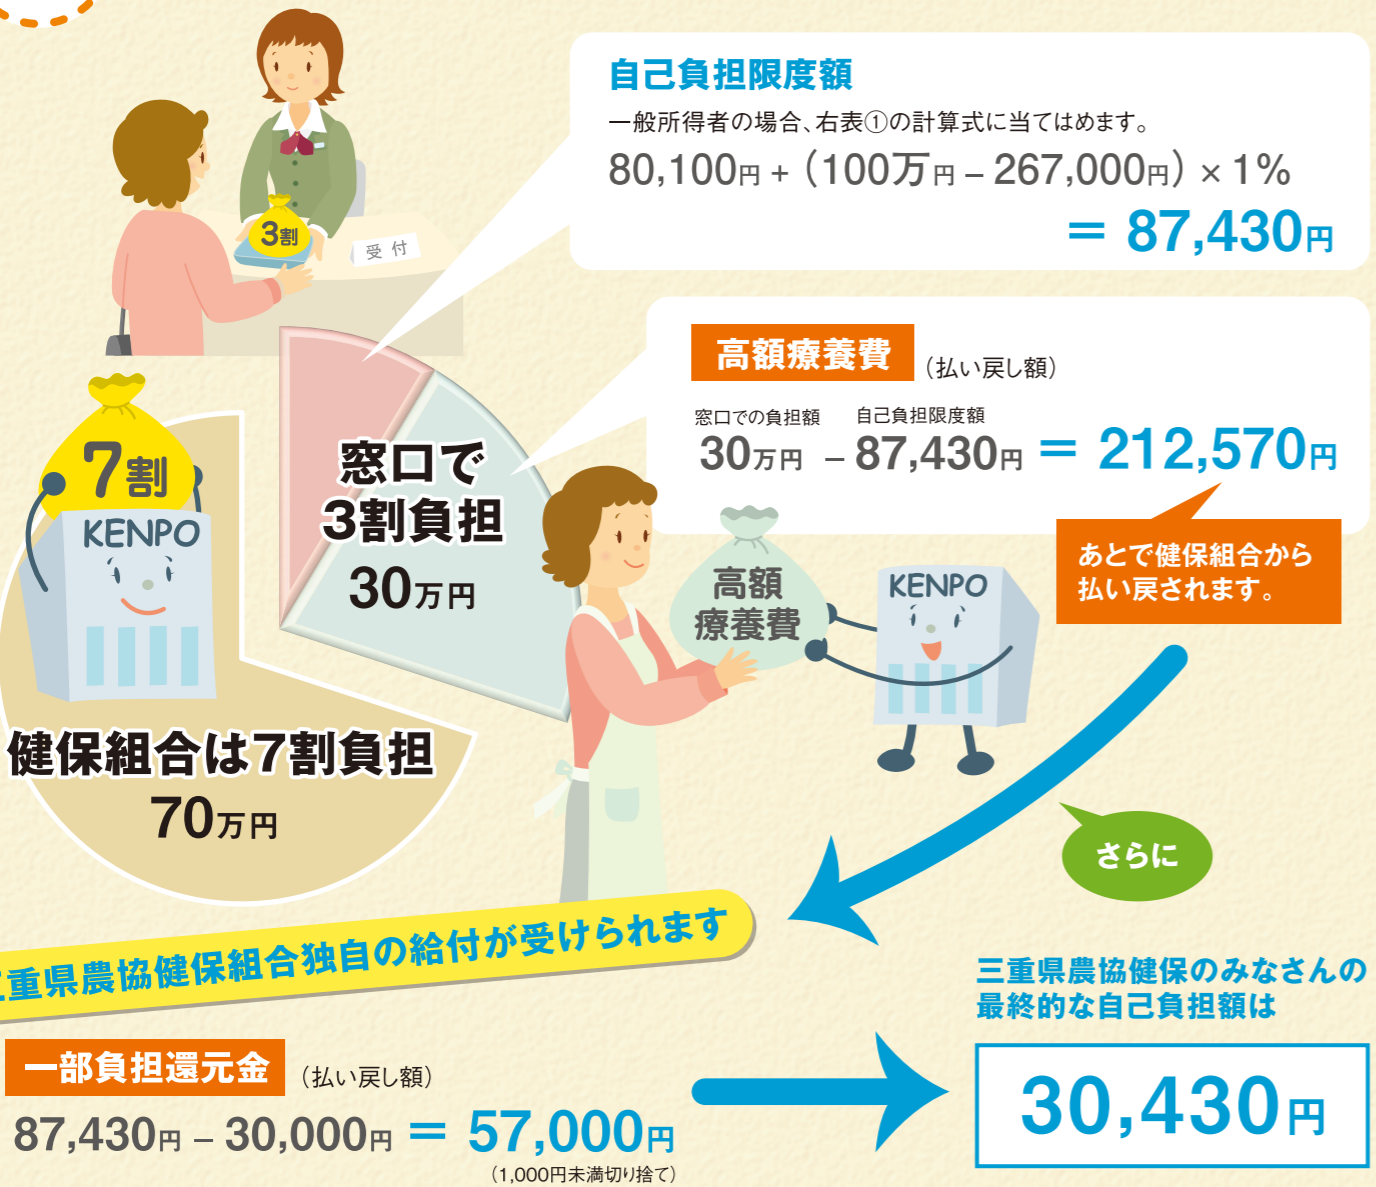 自己負担限度額
一般所得者の場合、右表①の計算式に当てはめます。
80,100円 + (100万円 – 267,000円) × 1%
= 87,430円
3割
受付
高額療養費 (払い戻し額)
窓口での負担額 自己負担限度額
30万円 – 87,430円 = 212,570円
あとで健保組合から
払い戻されます。
7割
KENPO
窓口で
3割負担
30万円
高額
療養費
KENPO
健保組合は7割負担
70万円
さらに
三重県農協健保組合独自の給付が受けられます
一部負担還元金 (払い戻し額)
87,430円 – 30,000円 = 57,000円
(1,000円未満切り捨て)
三重県農協健保のみなさんの
最終的な自己負担額は
30,430円